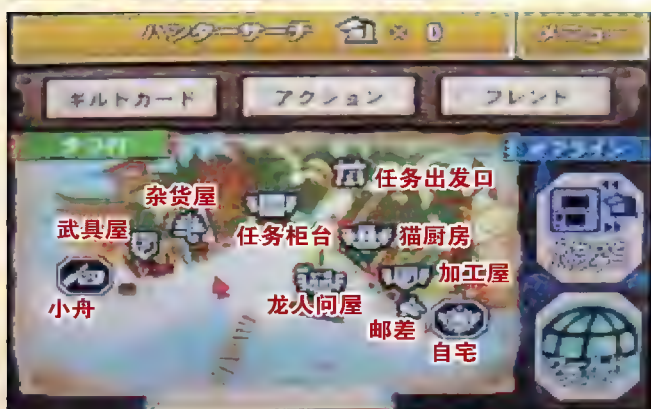 ハンターサーチ × 0 メニュー
ギルドカード アクション フレンド
任务出发口
杂货屋
武具屋 任务柜台 猫厨房
小舟 龙人问屋 加工屋
邮差
自宅